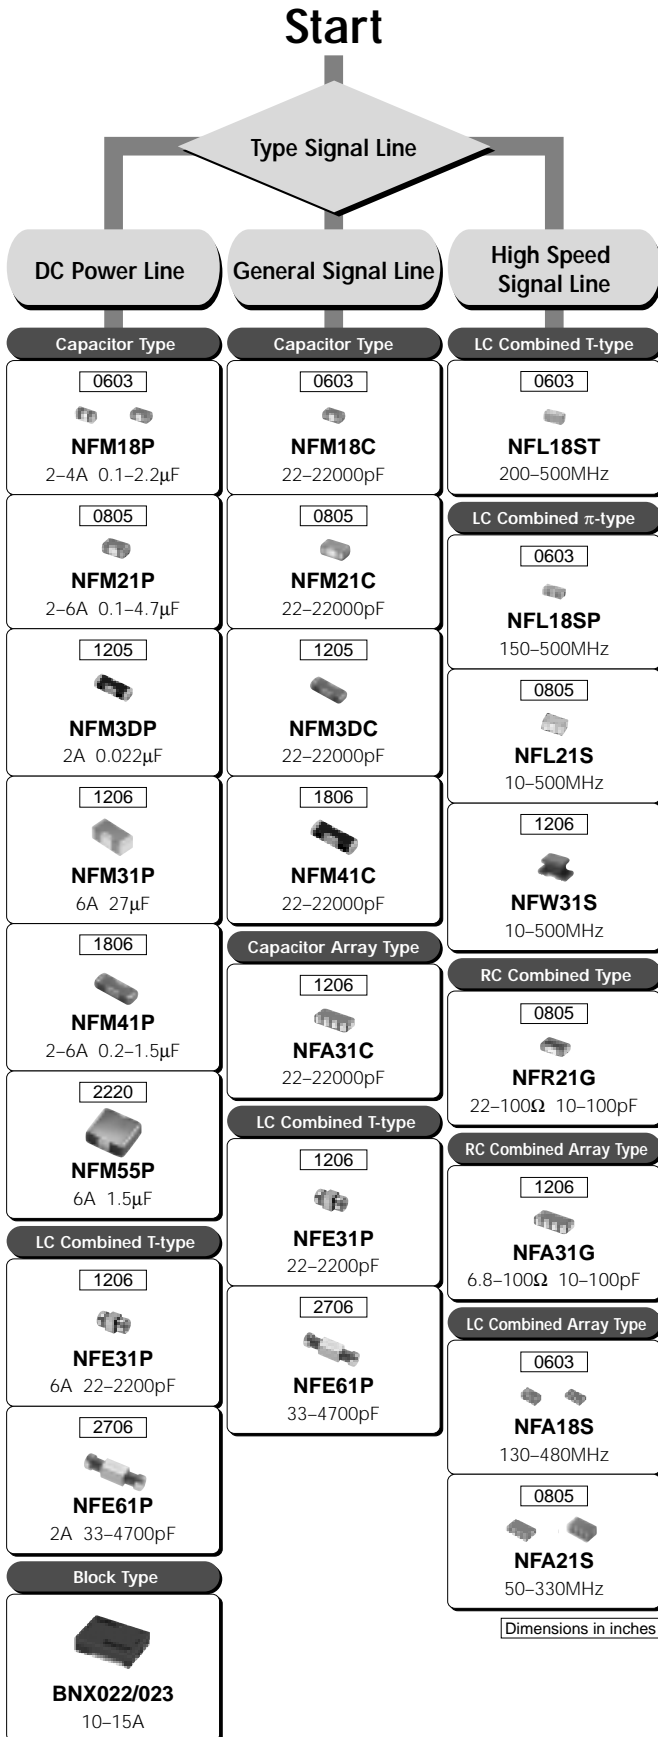 Start
Type Signal Line
DC Power Line
Capacitor Type
0603
NFM18P
2–4A 0.1–2.2µF
0805
NFM21P
2–6A 0.1–4.7µF
1205
NFM3DP
2A 0.022µF
1206
NFM31P
6A 27µF
1806
NFM41P
2–6A 0.2–1.5µF
2220
NFM55P
6A 1.5µF
LC Combined T-type
1206
NFE31P
6A 22–2200pF
2706
NFE61P
2A 33–4700pF
Block Type
BNX022/023
10–15A
General Signal Line
Capacitor Type
0603
NFM18C
22–22000pF
0805
NFM21C
22–22000pF
1205
NFM3DC
22–22000pF
1806
NFM41C
22–22000pF
Capacitor Array Type
1206
NFA31C
22–22000pF
LC Combined T-type
1206
NFE31P
22–2200pF
2706
NFE61P
33–4700pF
High Speed
Signal Line
LC Combined T-type
0603
NFL18ST
200–500MHz
LC Combined π-type
0603
NFL18SP
150–500MHz
0805
NFL21S
10–500MHz
1206
NFW31S
10–500MHz
RC Combined Type
0805
NFR21G
22–100Ω 10–100pF
RC Combined Array Type
1206
NFA31G
6.8–100Ω 10–100pF
LC Combined Array Type
0603
NFA18S
130–480MHz
0805
NFA21S
50–330MHz
Dimensions in inches